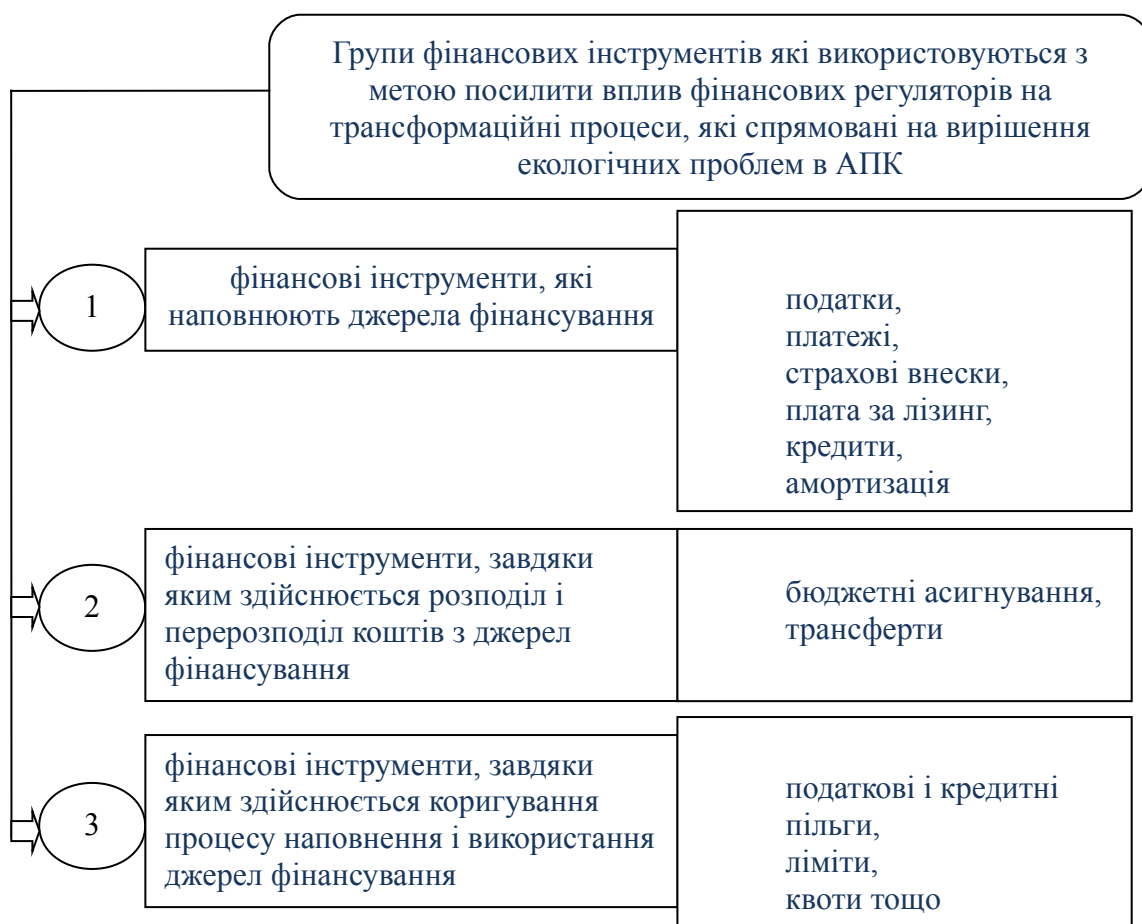 Групи фінансових інструментів які використовуються з
метою посилити вплив фінансових регуляторів на
трансформаційні процеси, які спрямовані на вирішення
екологічних проблем в АПК
1
фінансові інструменти, які
наповнюють джерела фінансування
податки,
платежі,
страхові внески,
плата за лізинг,
кредити,
амортизація
2
фінансові інструменти, завдяки
яким здійснюється розподіл і
перерозподіл коштів з джерел
фінансування
бюджетні асигнування,
трансферти
3
фінансові інструменти, завдяки
яким здійснюється коригування
процесу наповнення і використання
джерел фінансування
податкові і кредитні
пільги,
ліміти,
квоти тощо